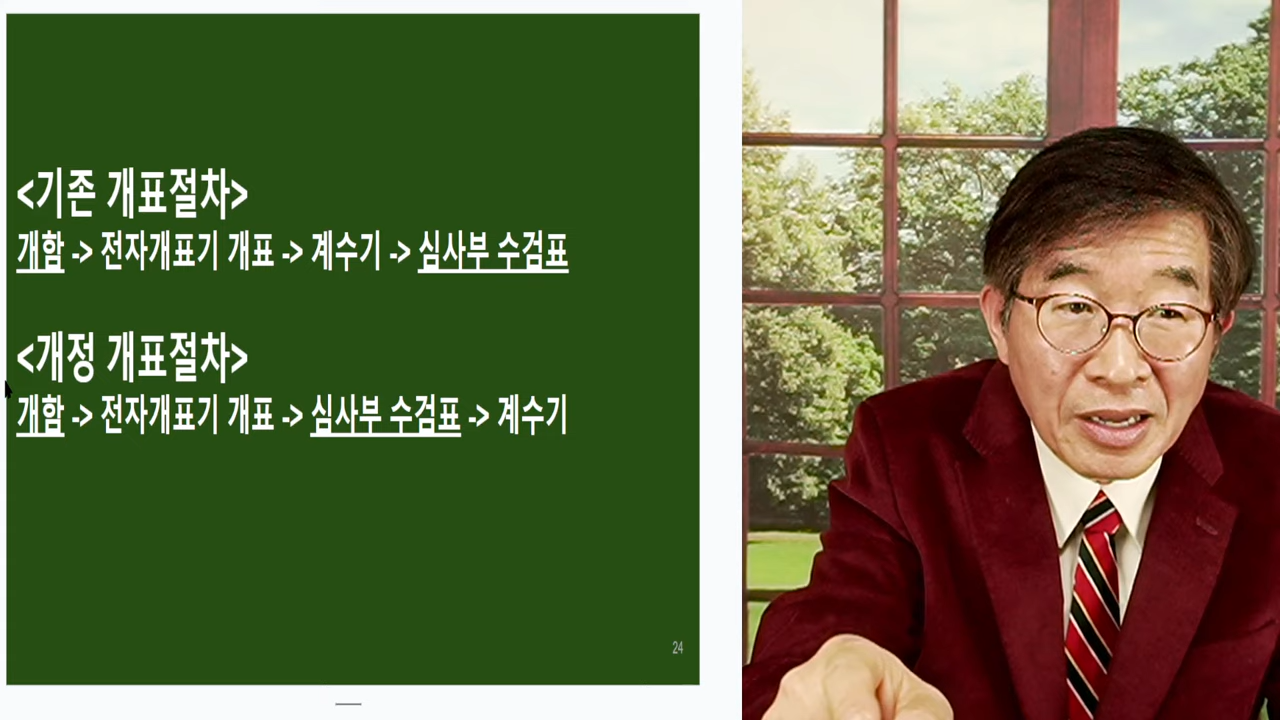 <기존 개표절차>
개함 -> 전자개표기 개표 -> 계수기 -> 심사부 수검표
<개정 개표절차>
개함 -> 전자개표기 개표 -> 심사부 수검표 -> 계수기
24